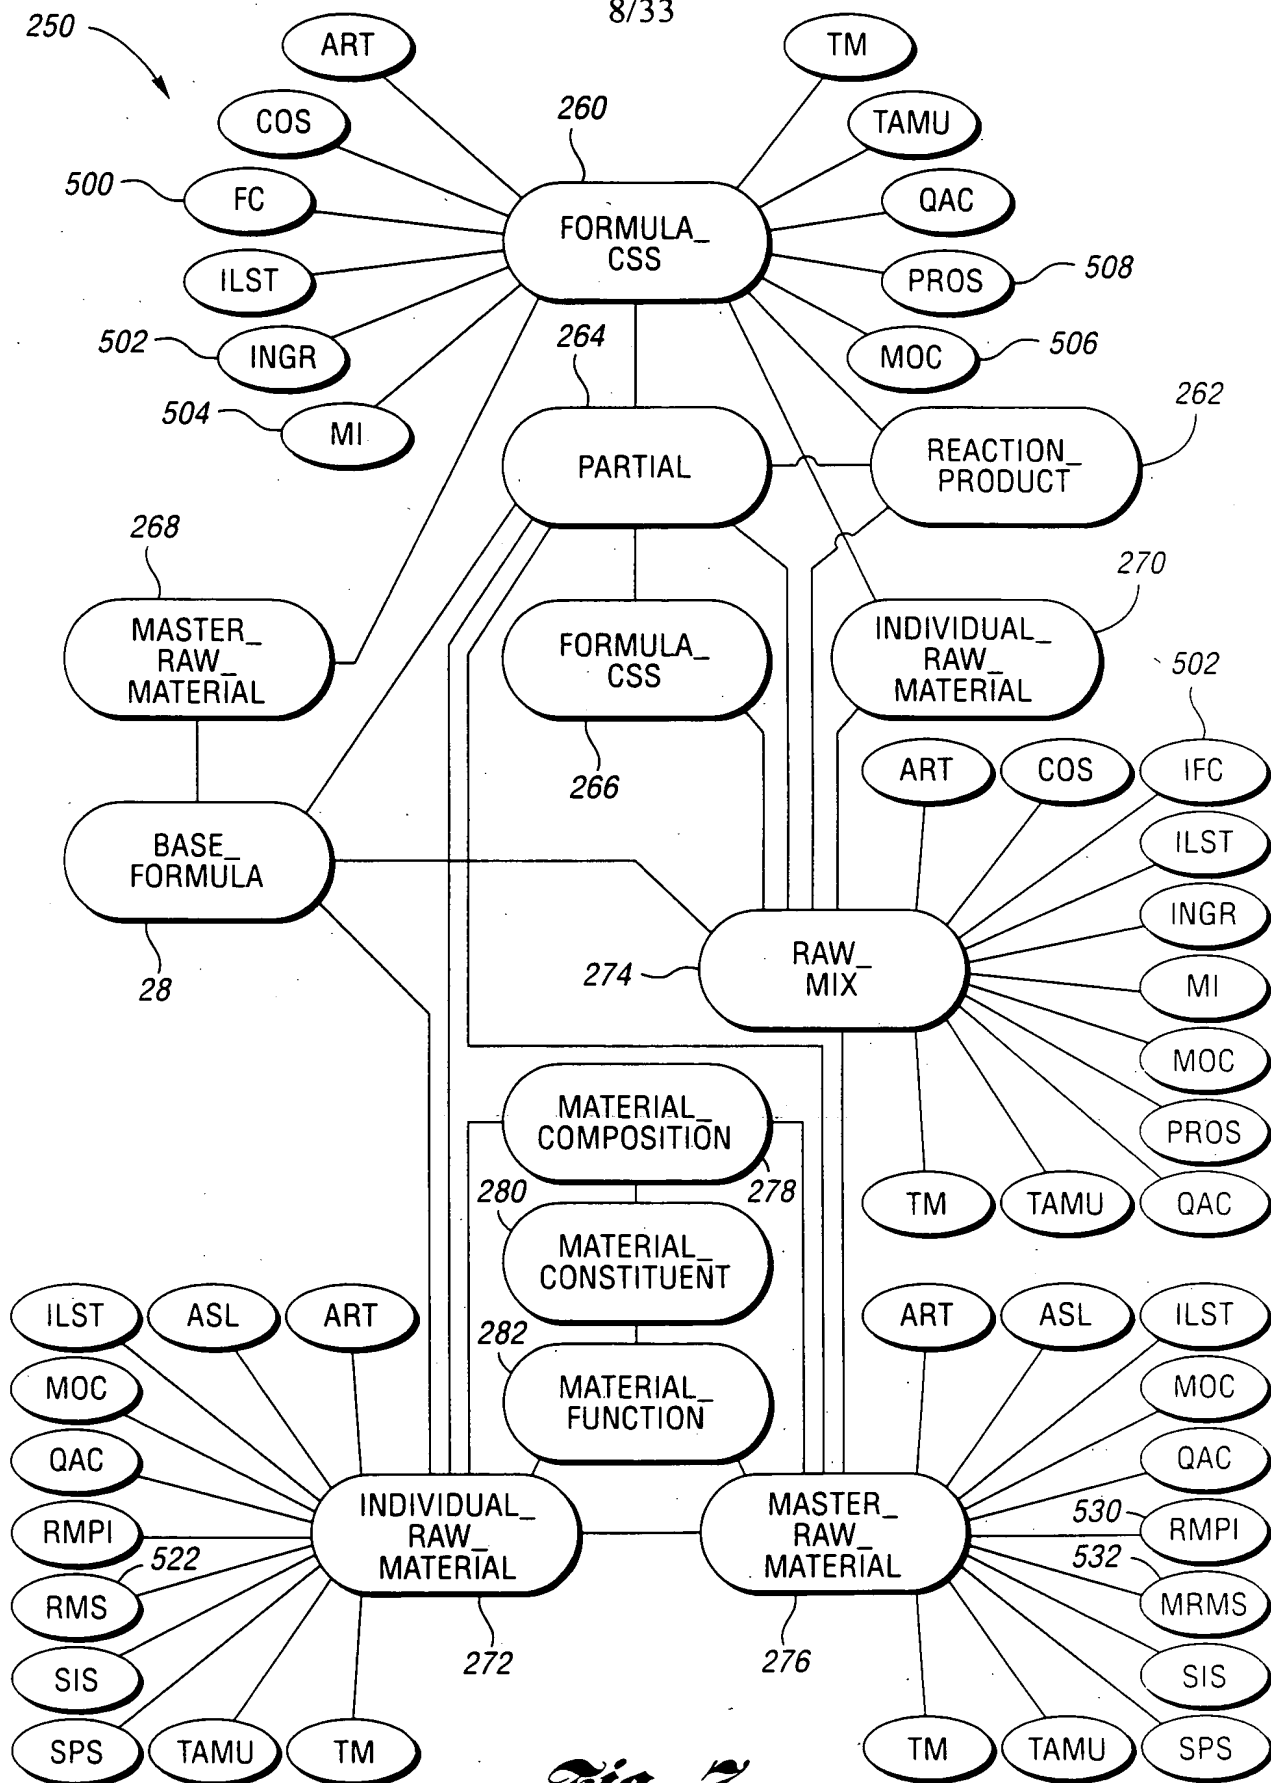 8/33
250
ART
TM
COS
260
TAMU
500
FC
QAC
FORMULA_
CSS
ILST
PROS
508
502
INGR
264
MOC
506
504
MI
262
PARTIAL
REACTION_
PRODUCT
268
270
MASTER_
RAW_
MATERIAL
FORMULA_
CSS
INDIVIDUAL_
RAW_
MATERIAL
502
266
ART
COS
IFC
BASE_
FORMULA
ILST
28
INGR
274
RAW_
MIX
MI
MOC
PROS
MATERIAL_
COMPOSITION
278
TM
TAMU
QAC
280
MATERIAL_
CONSTITUENT
282
MATERIAL_
FUNCTION
ILST
ASL
ART
MOC
QAC
RMPI
522
RMS
SIS
SPS
TAMU
TM
INDIVIDUAL_
RAW_
MATERIAL
272
ART
ASL
ILST
MOC
QAC
530
RMPI
532
MRMS
SIS
SPS
TAMU
TM
MASTER_
RAW_
MATERIAL
276
Fig. 7